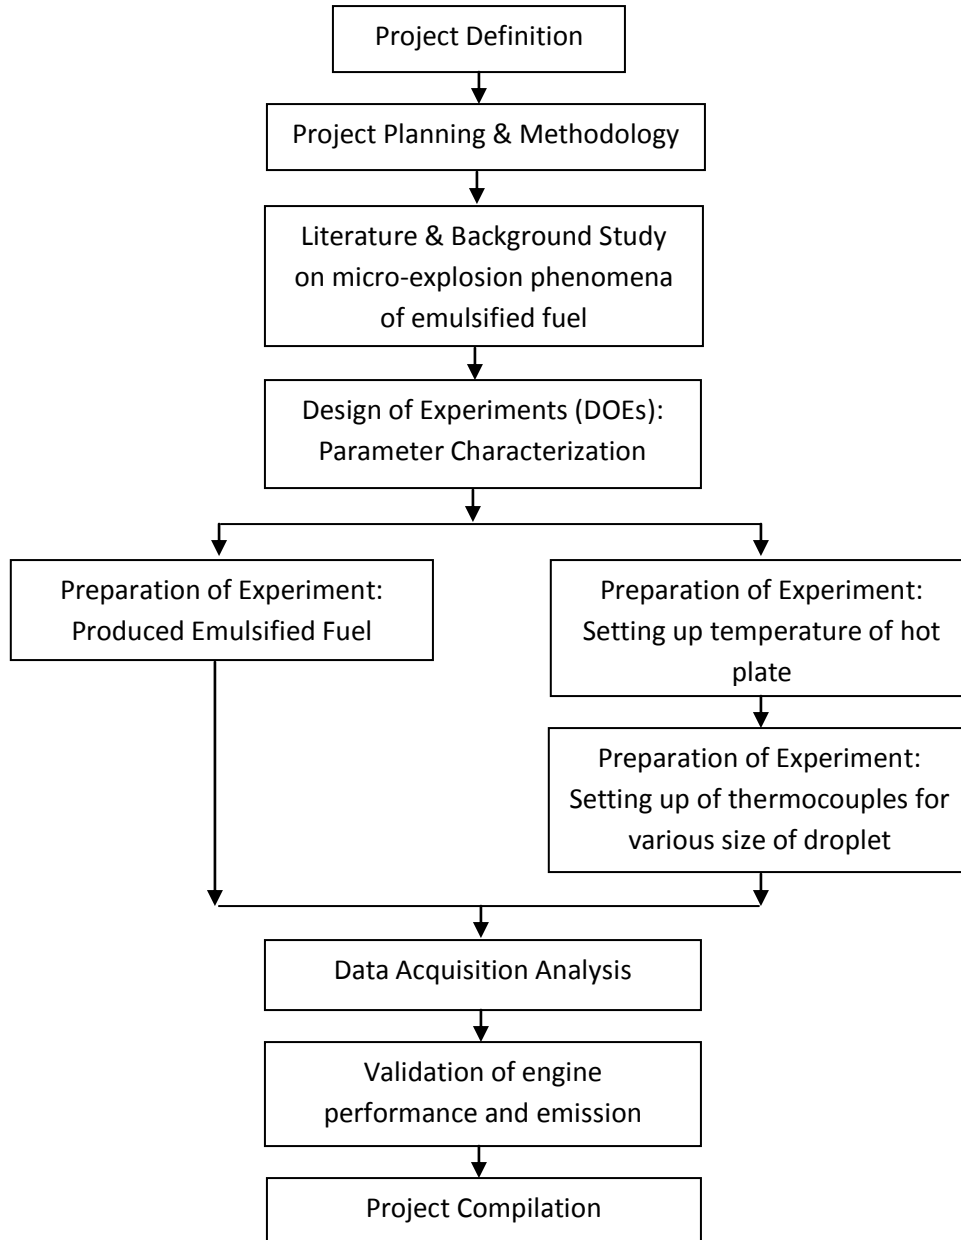 Project Definition
Project Planning & Methodology
Literature & Background Study
on micro-explosion phenomena
of emulsified fuel
Design of Experiments (DOEs):
Parameter Characterization
Preparation of Experiment:
Produced Emulsified Fuel
Preparation of Experiment:
Setting up temperature of hot
plate
Preparation of Experiment:
Setting up of thermocouples for
various size of droplet
Data Acquisition Analysis
Validation of engine
performance and emission
Project Compilation